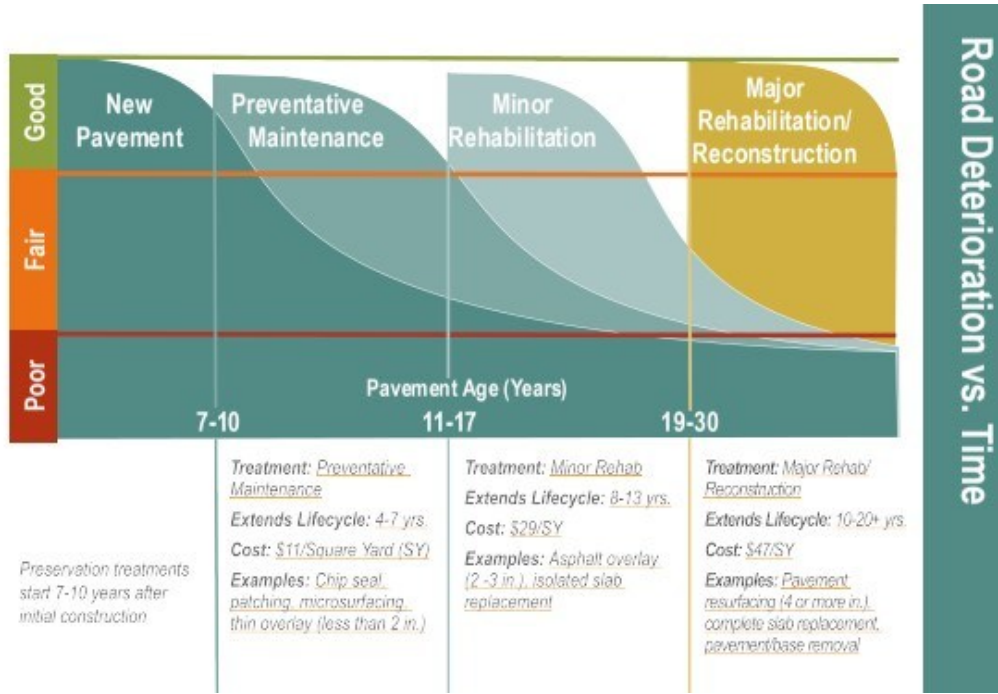 Road Deterioration vs. Time
Good
Fair
Poor
New
Pavement
Preventative
Maintenance
Minor
Rehabilitation
Major
Rehabilitation/
Reconstruction
Pavement Age (Years)
7-10
11-17
19-30
Preservation treatments
start 7-10 years after
initial construction
Treatment: Preventative
Maintenance
Extends Lifecycle: 4-7 yrs.
Cost: $11/Square Yard (SY)
Examples: Chip seal,
patching, microsurfacing,
thin overlay (less than 2 in.)
Treatment: Minor Rehab
Extends Lifecycle: 8-13 yrs.
Cost: $29/SY
Examples: Asphalt overlay
(2 -3 in.), isolated slab
replacement
Treatment: Major Rehab/
Reconstruction
Extends Lifecycle: 10-20+ yrs.
Cost: $47/SY
Examples: Pavement
resurfacing (4 or more in.),
complete slab replacement,
pavement/base removal